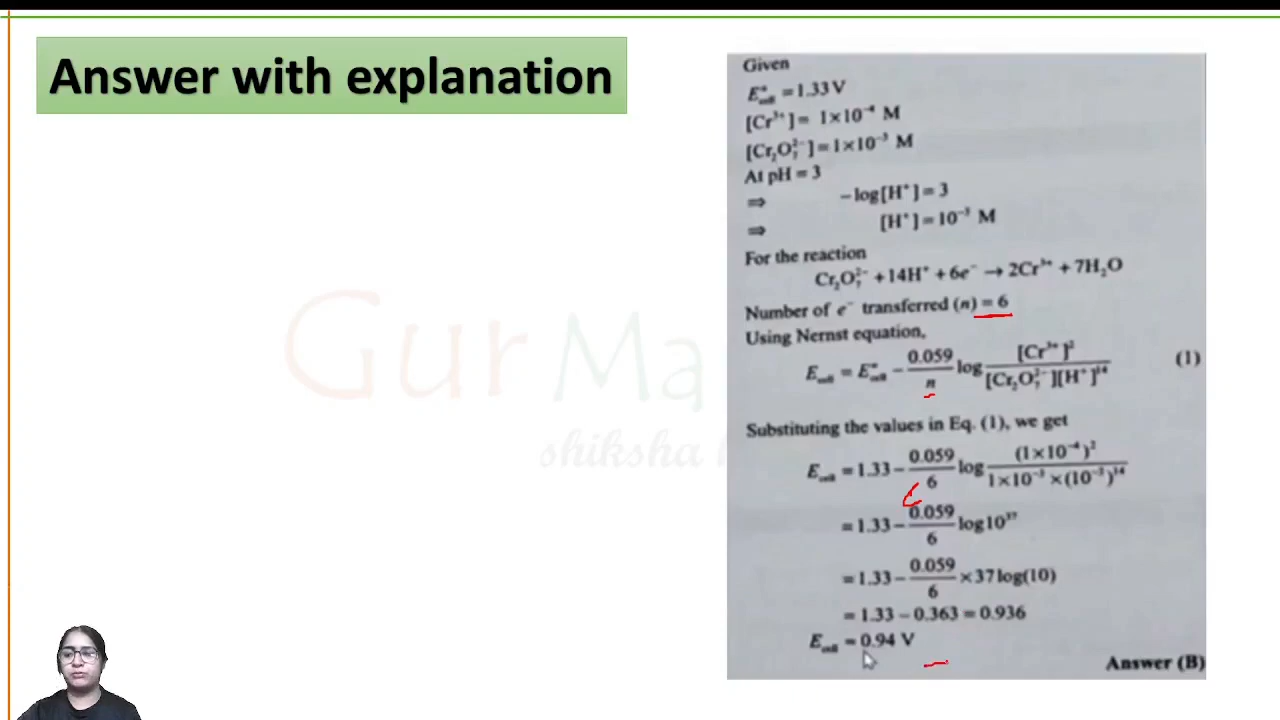 Answer with explanation
Given
E°cell = 1.33 V
[Cr³⁺] = 1×10⁻⁴ M
[Cr₂O₇²⁻] = 1×10⁻³ M
At pH = 3
⇒ −log[H⁺] = 3
⇒ [H⁺] = 10⁻³ M
For the reaction
Cr₂O₇²⁻ + 14H⁺ + 6e⁻ → 2Cr³⁺ + 7H₂O
Number of e⁻ transferred (n) = 6
Using Nernst equation,
Ecell = E°cell − 0.059/n log [Cr³⁺]²/[Cr₂O₇²⁻][H⁺]¹⁴ (1)
Substituting the values in Eq. (1), we get
Ecell = 1.33 − 0.059/6 log (1×10⁻⁴)²/1×10⁻³×(10⁻³)¹⁴
= 1.33 − 0.059/6 log10³⁷
= 1.33 − 0.059/6 × 37 log(10)
= 1.33 − 0.363 = 0.936
Ecell = 0.94 V
Answer (B)
Gur Ma
shiksha